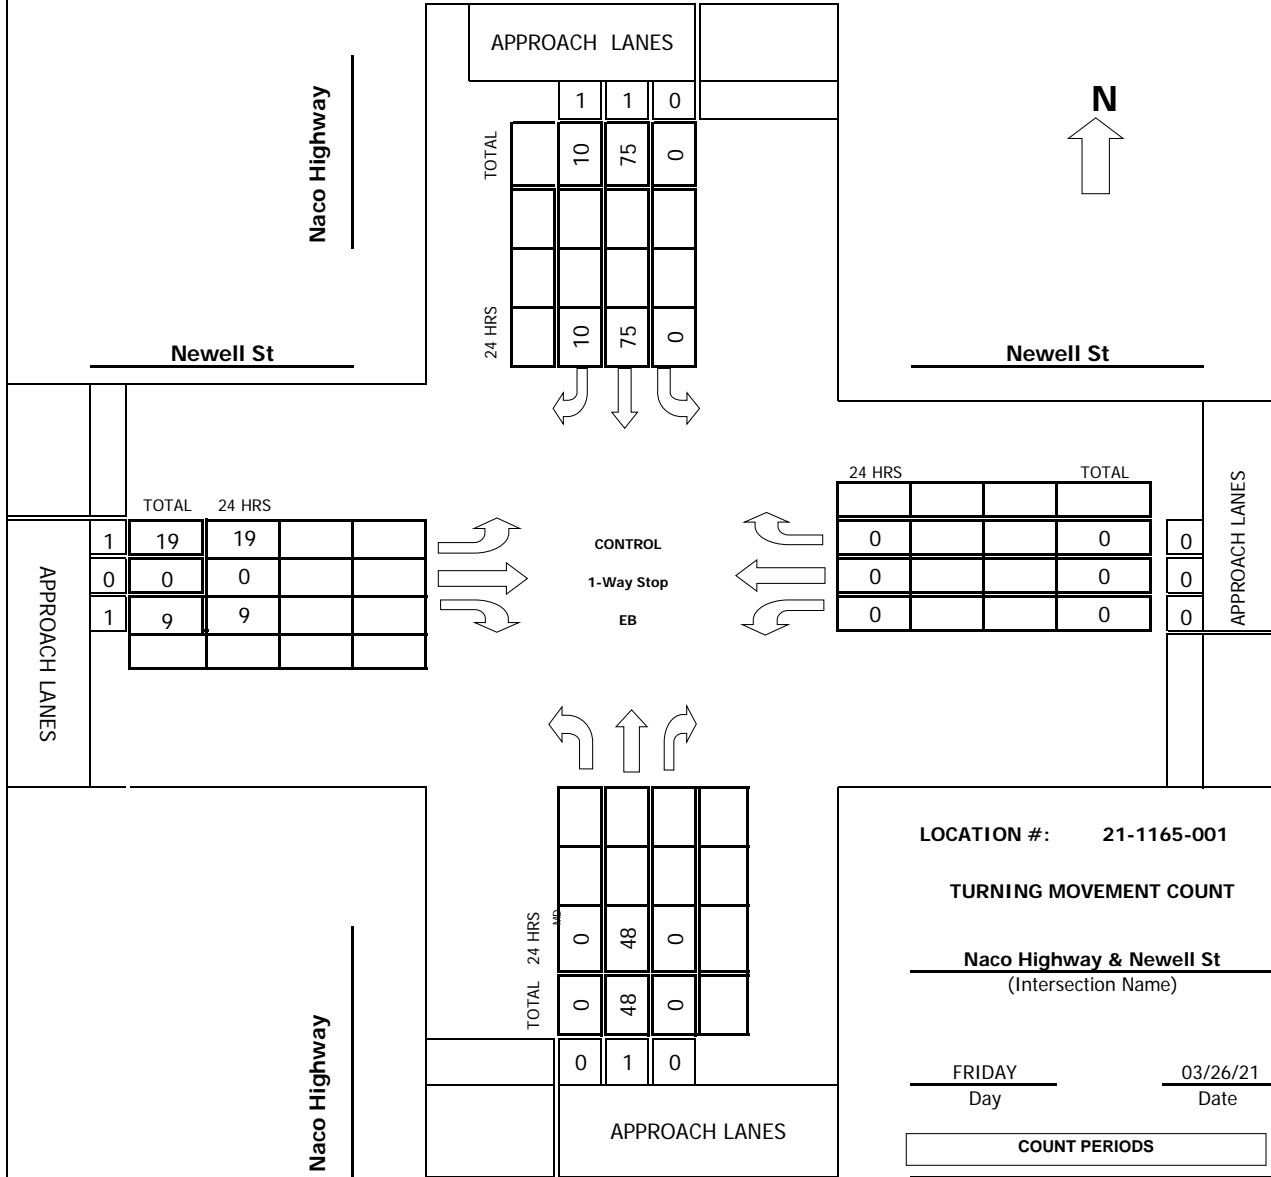 APPROACH LANES
1 1 0
N
Naco Highway
TOTAL
10 75 0
24 HRS
10 75 0
Newell St
Newell St
TOTAL 24 HRS
1 19 19
0 0 0
1 9 9
APPROACH LANES
CONTROL
1-Way Stop
EB
24 HRS TOTAL
0 0 0
0 0 0
0 0 0
APPROACH LANES
24 HRS
MD
0 48 0
TOTAL
0 48 0
0 1 0
APPROACH LANES
Naco Highway
LOCATION #: 21-1165-001
TURNING MOVEMENT COUNT
Naco Highway & Newell St
(Intersection Name)
FRIDAY 03/26/21
Day Date
COUNT PERIODS